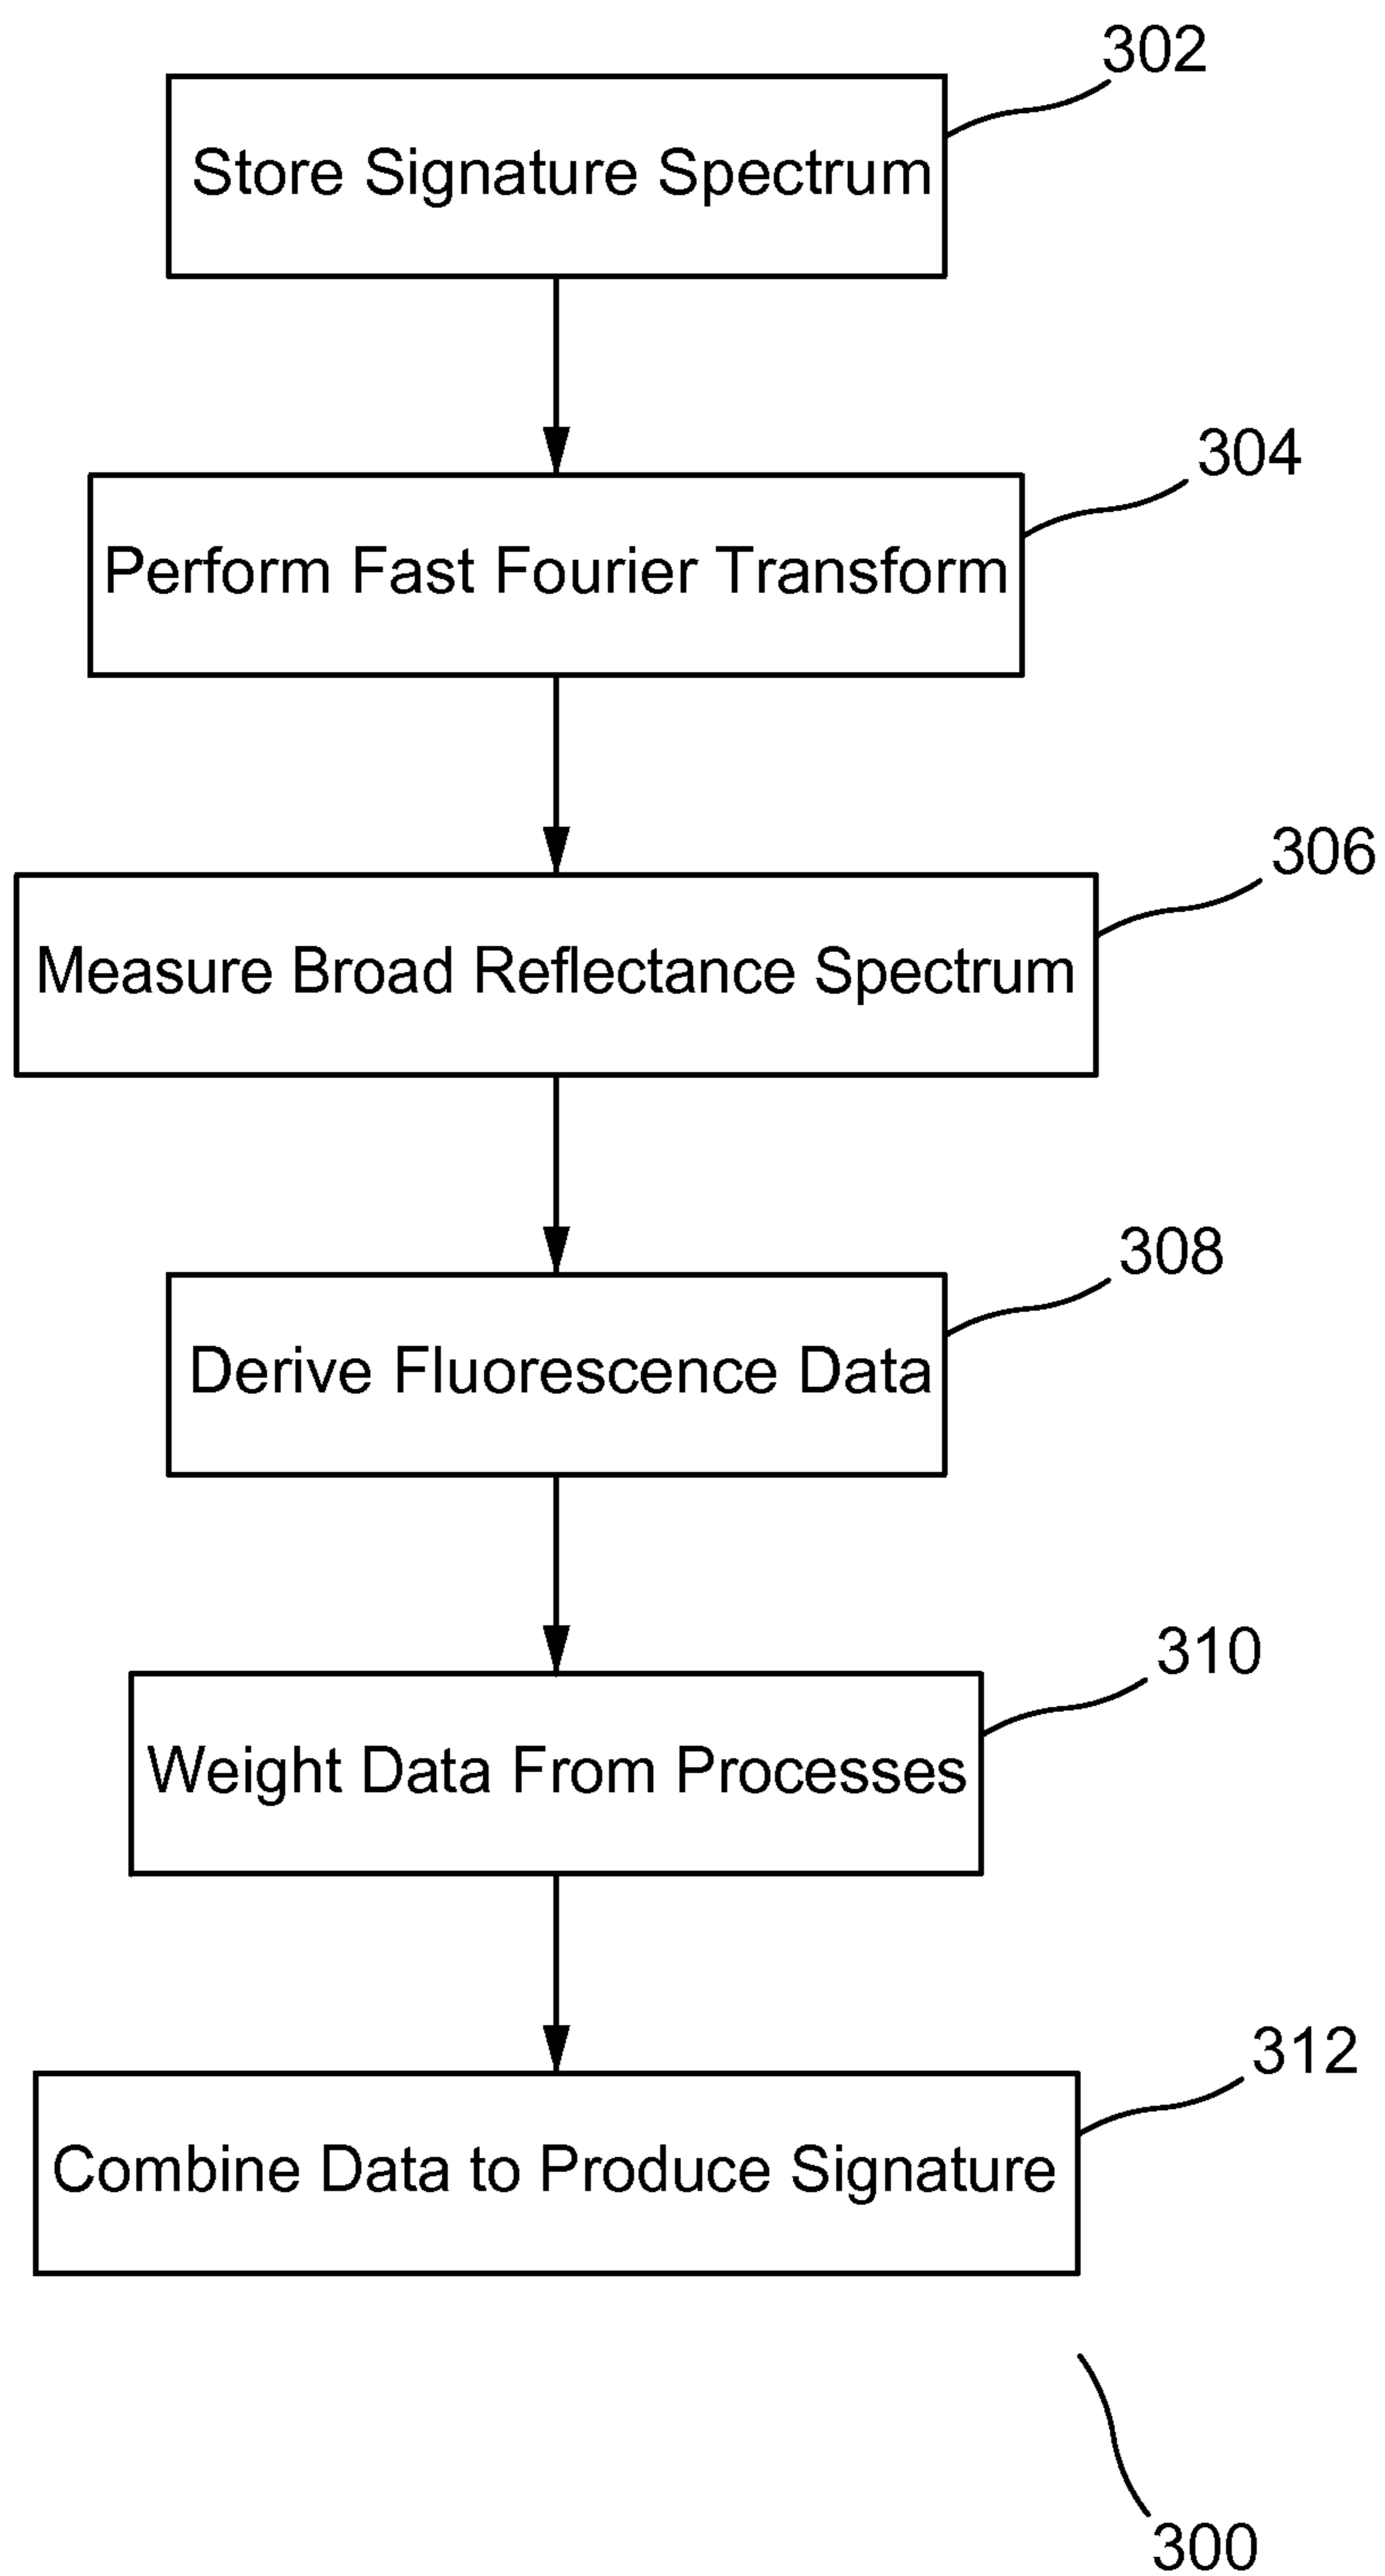 302
Store Signature Spectrum
304
Perform Fast Fourier Transform
306
Measure Broad Reflectance Spectrum
308
Derive Fluorescence Data
310
Weight Data From Processes
312
Combine Data to Produce Signature
300